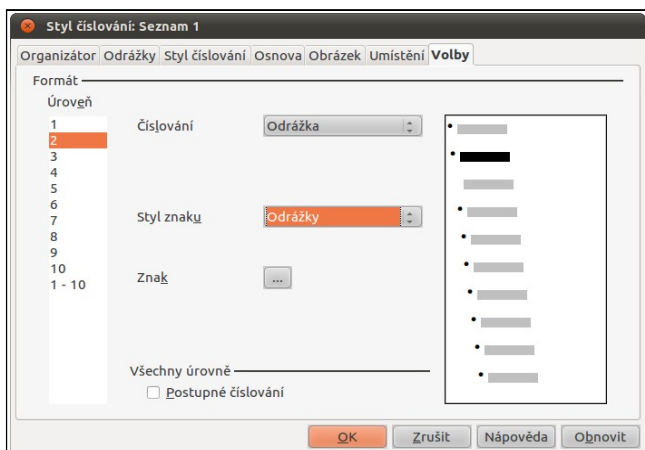 Styl číslování: Seznam 1
Organizátor Odrážky Styl číslování Osnova Obrázek Umístění Volby
Formát
Úroveň
1
2
3
4
5
6
7
8
9
10
1 - 10
Číslování
Odrážka
Styl znaku
Odrážky
Znak
...
Všechny úrovně
Postupné číslování
OK Zrušit Nápověda Obnovit